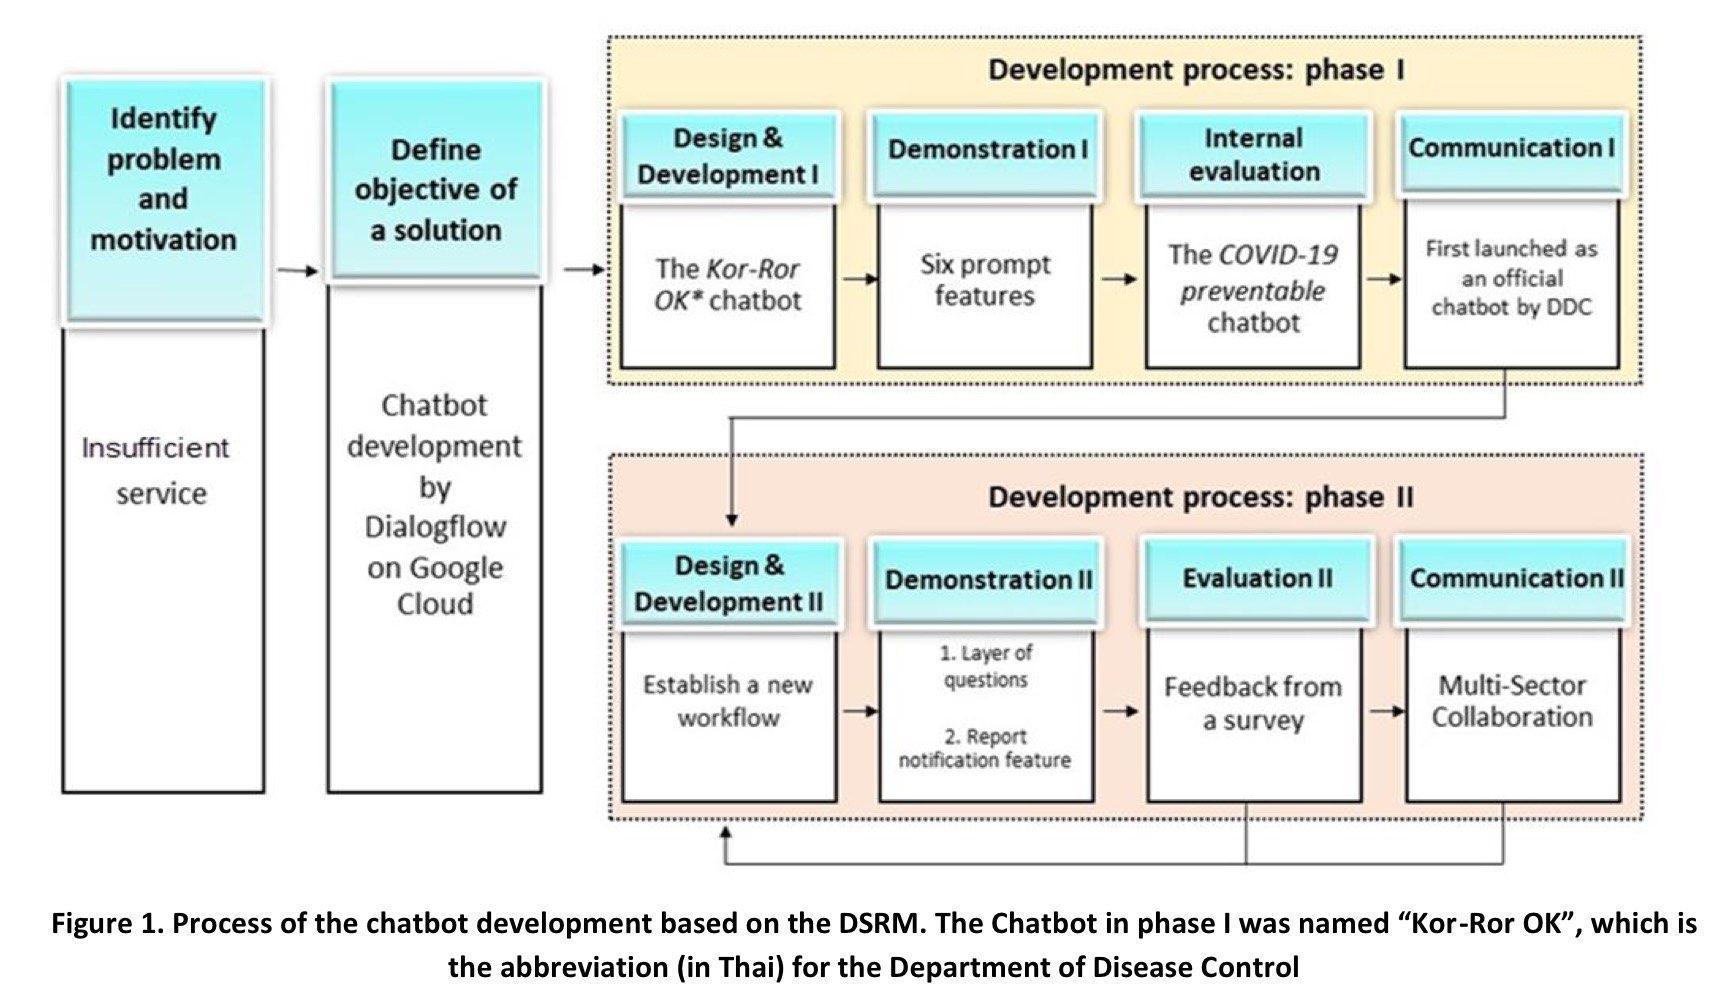 Identify
problem
and
motivation
Insufficient
service
Define
objective of
a solution
Chatbot
development
by
Dialogflow
on Google
Cloud
Development process: phase I
Design &
Development I
The Kor-Ror
OK* chatbot
Demonstration I
Six prompt
features
Internal
evaluation
The COVID-19
preventable
chatbot
Communication I
First launched as
an official
chatbot by DDC
Development process: phase II
Design &
Development II
Establish a new
workflow
Demonstration II
1. Layer of
questions
2. Report
notification feature
Evaluation II
Feedback from
a survey
Communication II
Multi-Sector
Collaboration
Figure 1. Process of the chatbot development based on the DSRM. The Chatbot in phase I was named “Kor-Ror OK”, which is
the abbreviation (in Thai) for the Department of Disease Control